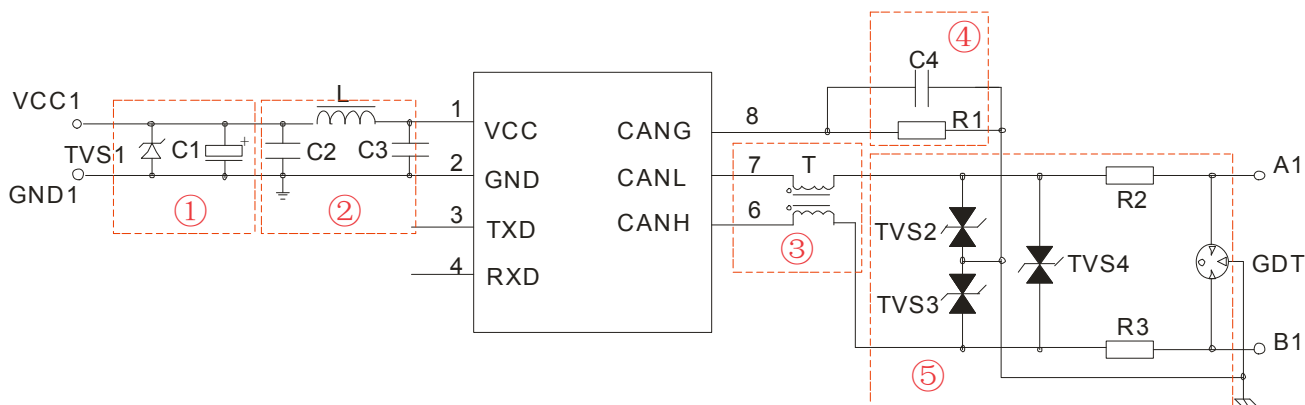 ④
C4
R1
VCC1
L
1
8
VCC
CANG
TVS1
C1
+
C2
C3
2
GND
7
T
CANL
A1
GND1
R2
①
②
3
TXD
6
CANH
③
TVS2
TVS4
GDT
4
RXD
TVS3
R3
B1
⑤